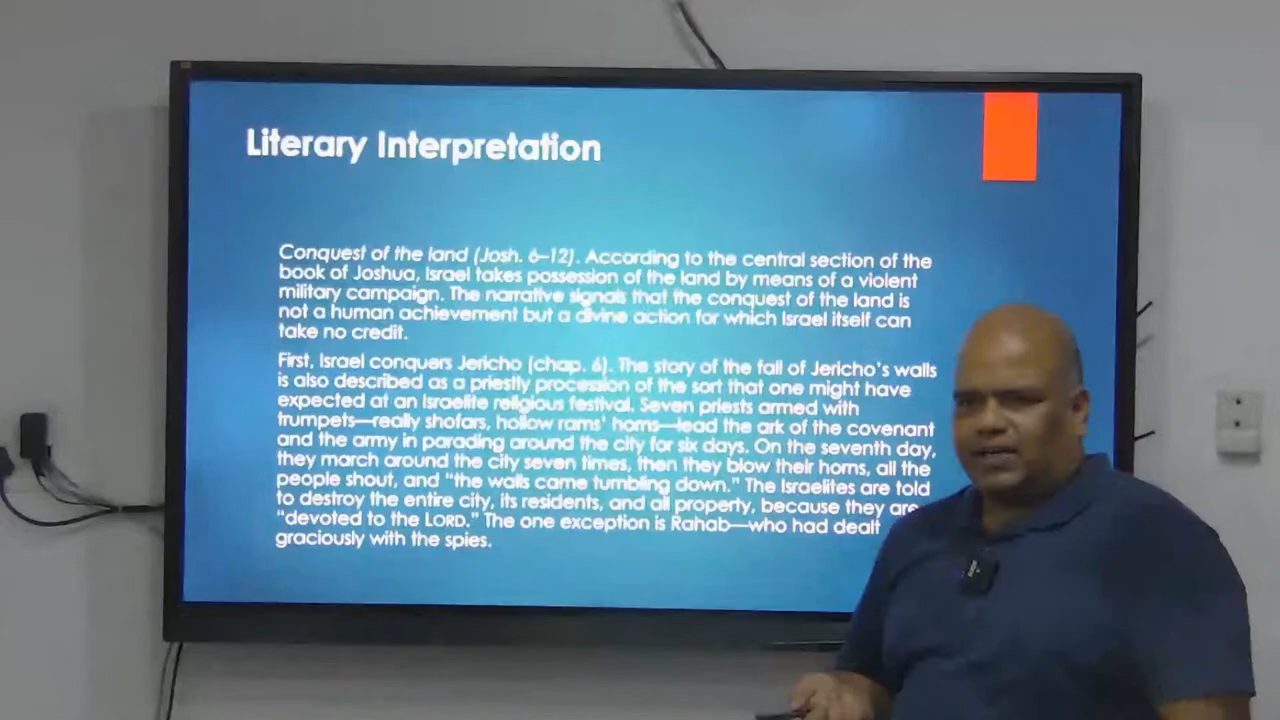 Literary Interpretation
Conquest of the land (Josh. 6–12). According to the central section of the
book of Joshua, Israel takes possession of the land by means of a violent
military campaign. The narrative signals that the conquest of the land is
not a human achievement but a divine action for which Israel itself can
take no credit.
First, Israel conquers Jericho (chap. 6). The story of the fall of Jericho's walls
is also described as a priestly procession of the sort that one might have
expected at an Israelite religious festival. Seven priests armed with
trumpets—really shofars, hollow rams' horns—lead the ark of the covenant
and the army in parading around the city for six days. On the seventh day,
they march around the city seven times, then they blow their horns, all the
people shout, and "the walls came tumbling down." The Israelites are told
to destroy the entire city, its residents, and all property, because they are
"devoted to the LORD." The one exception is Rahab—who had dealt
graciously with the spies.